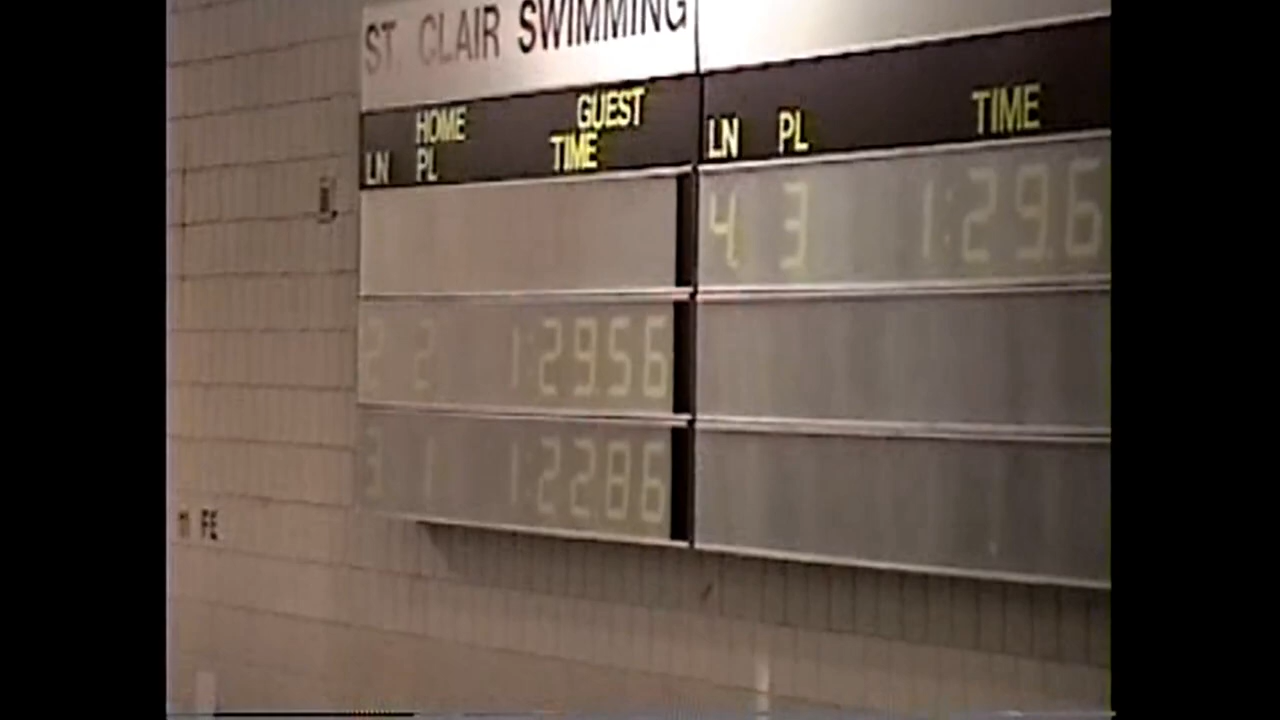 ST. CLAIR SWIMMING
HOME GUEST
LN PL TIME
LN PL TIME
4 3 1:29.6
2 2 1:29.56
3 1 1:22.86
FE